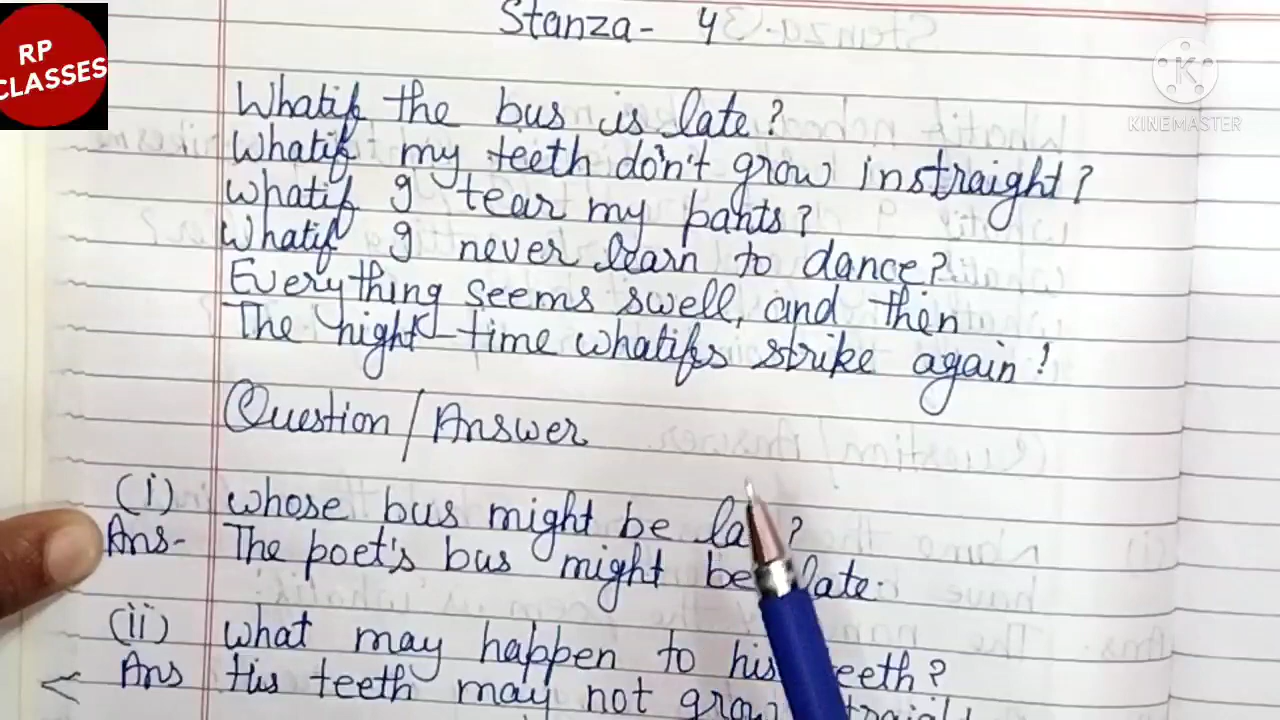 RP
CLASSES
Stanza- 4
KINEMASTER
Whatif the bus is late?
Whatif my teeth don't grow instraight?
Whatif I tear my pants?
Whatif I never learn to dance?
Everything seems swell, and then
The night-time whatifs strike again!
Question/Answer
(i) whose bus might be la ?
Ans- The poet's bus might be late.
(ii) what may happen to his teeth?
Ans His teeth may not grow